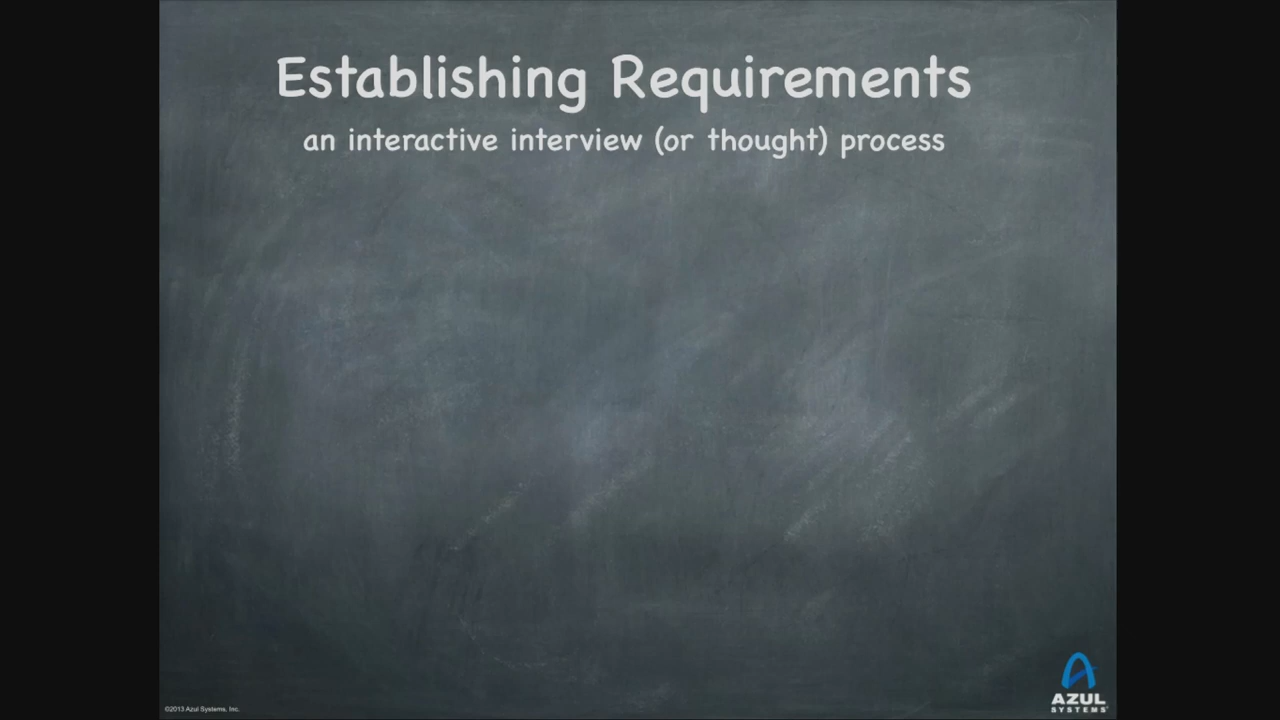 Establishing Requirements
an interactive interview (or thought) process
©2013 Azul Systems, Inc.
AZUL
SYSTEMS